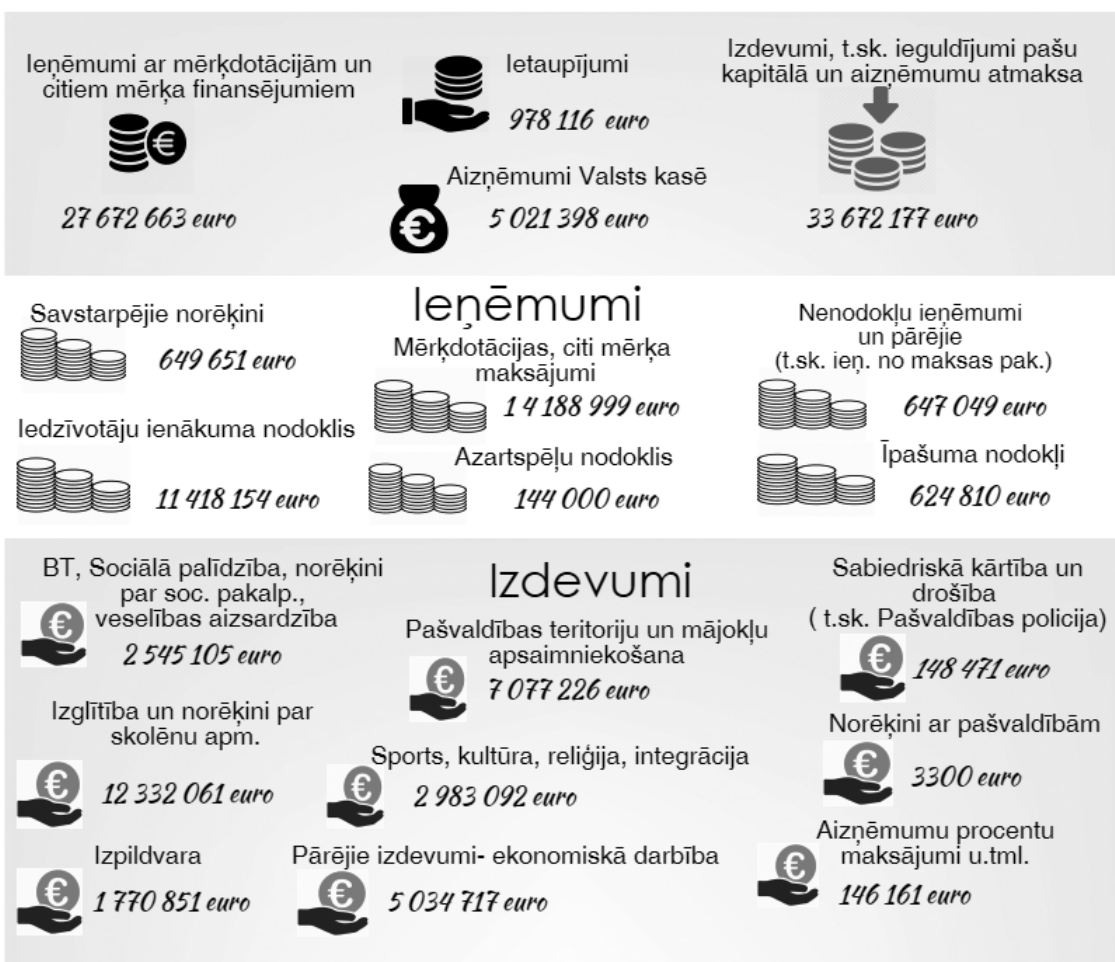 Ieņēmumi ar mērķdotācijām un
citiem mērķa finansējumiem
27 672 663 euro
Ietaupījumi
978 116 euro
Aizņēmumi Valsts kasē
5 021 398 euro
Izdevumi, t.sk. ieguldījumi pašu
kapitālā un aizņēmumu atmaksa
33 672 177 euro
Ieņēmumi
Savstarpējie norēķini
649 651 euro
Iedzīvotāju ienākuma nodoklis
11 418 154 euro
Mērķdotācijas, citi mērķa
maksājumi
1 4 188 999 euro
Azartspēļu nodoklis
144 000 euro
Nenodokļu ieņēmumi
un pārējie
(t.sk. ieņ. no maksas pak.)
647 049 euro
Īpašuma nodokļi
624 810 euro
Izdevumi
BT, Sociālā palīdzība, norēķini
par soc. pakalp.,
veselības aizsardzība
2 545 105 euro
Izglītība un norēķini par
skolēnu apm.
12 332 061 euro
Izpildvara
1 770 851 euro
Pašvaldības teritoriju un mājokļu
apsaimniekošana
7 077 226 euro
Sports, kultūra, reliģija, integrācija
2 983 092 euro
Pārējie izdevumi- ekonomiskā darbība
5 034 717 euro
Sabiedriskā kārtība un
drošība
( t.sk. Pašvaldības policija)
148 471 euro
Norēķini ar pašvaldībām
3300 euro
Aizņēmumu procentu
maksājumi u.tml.
146 161 euro